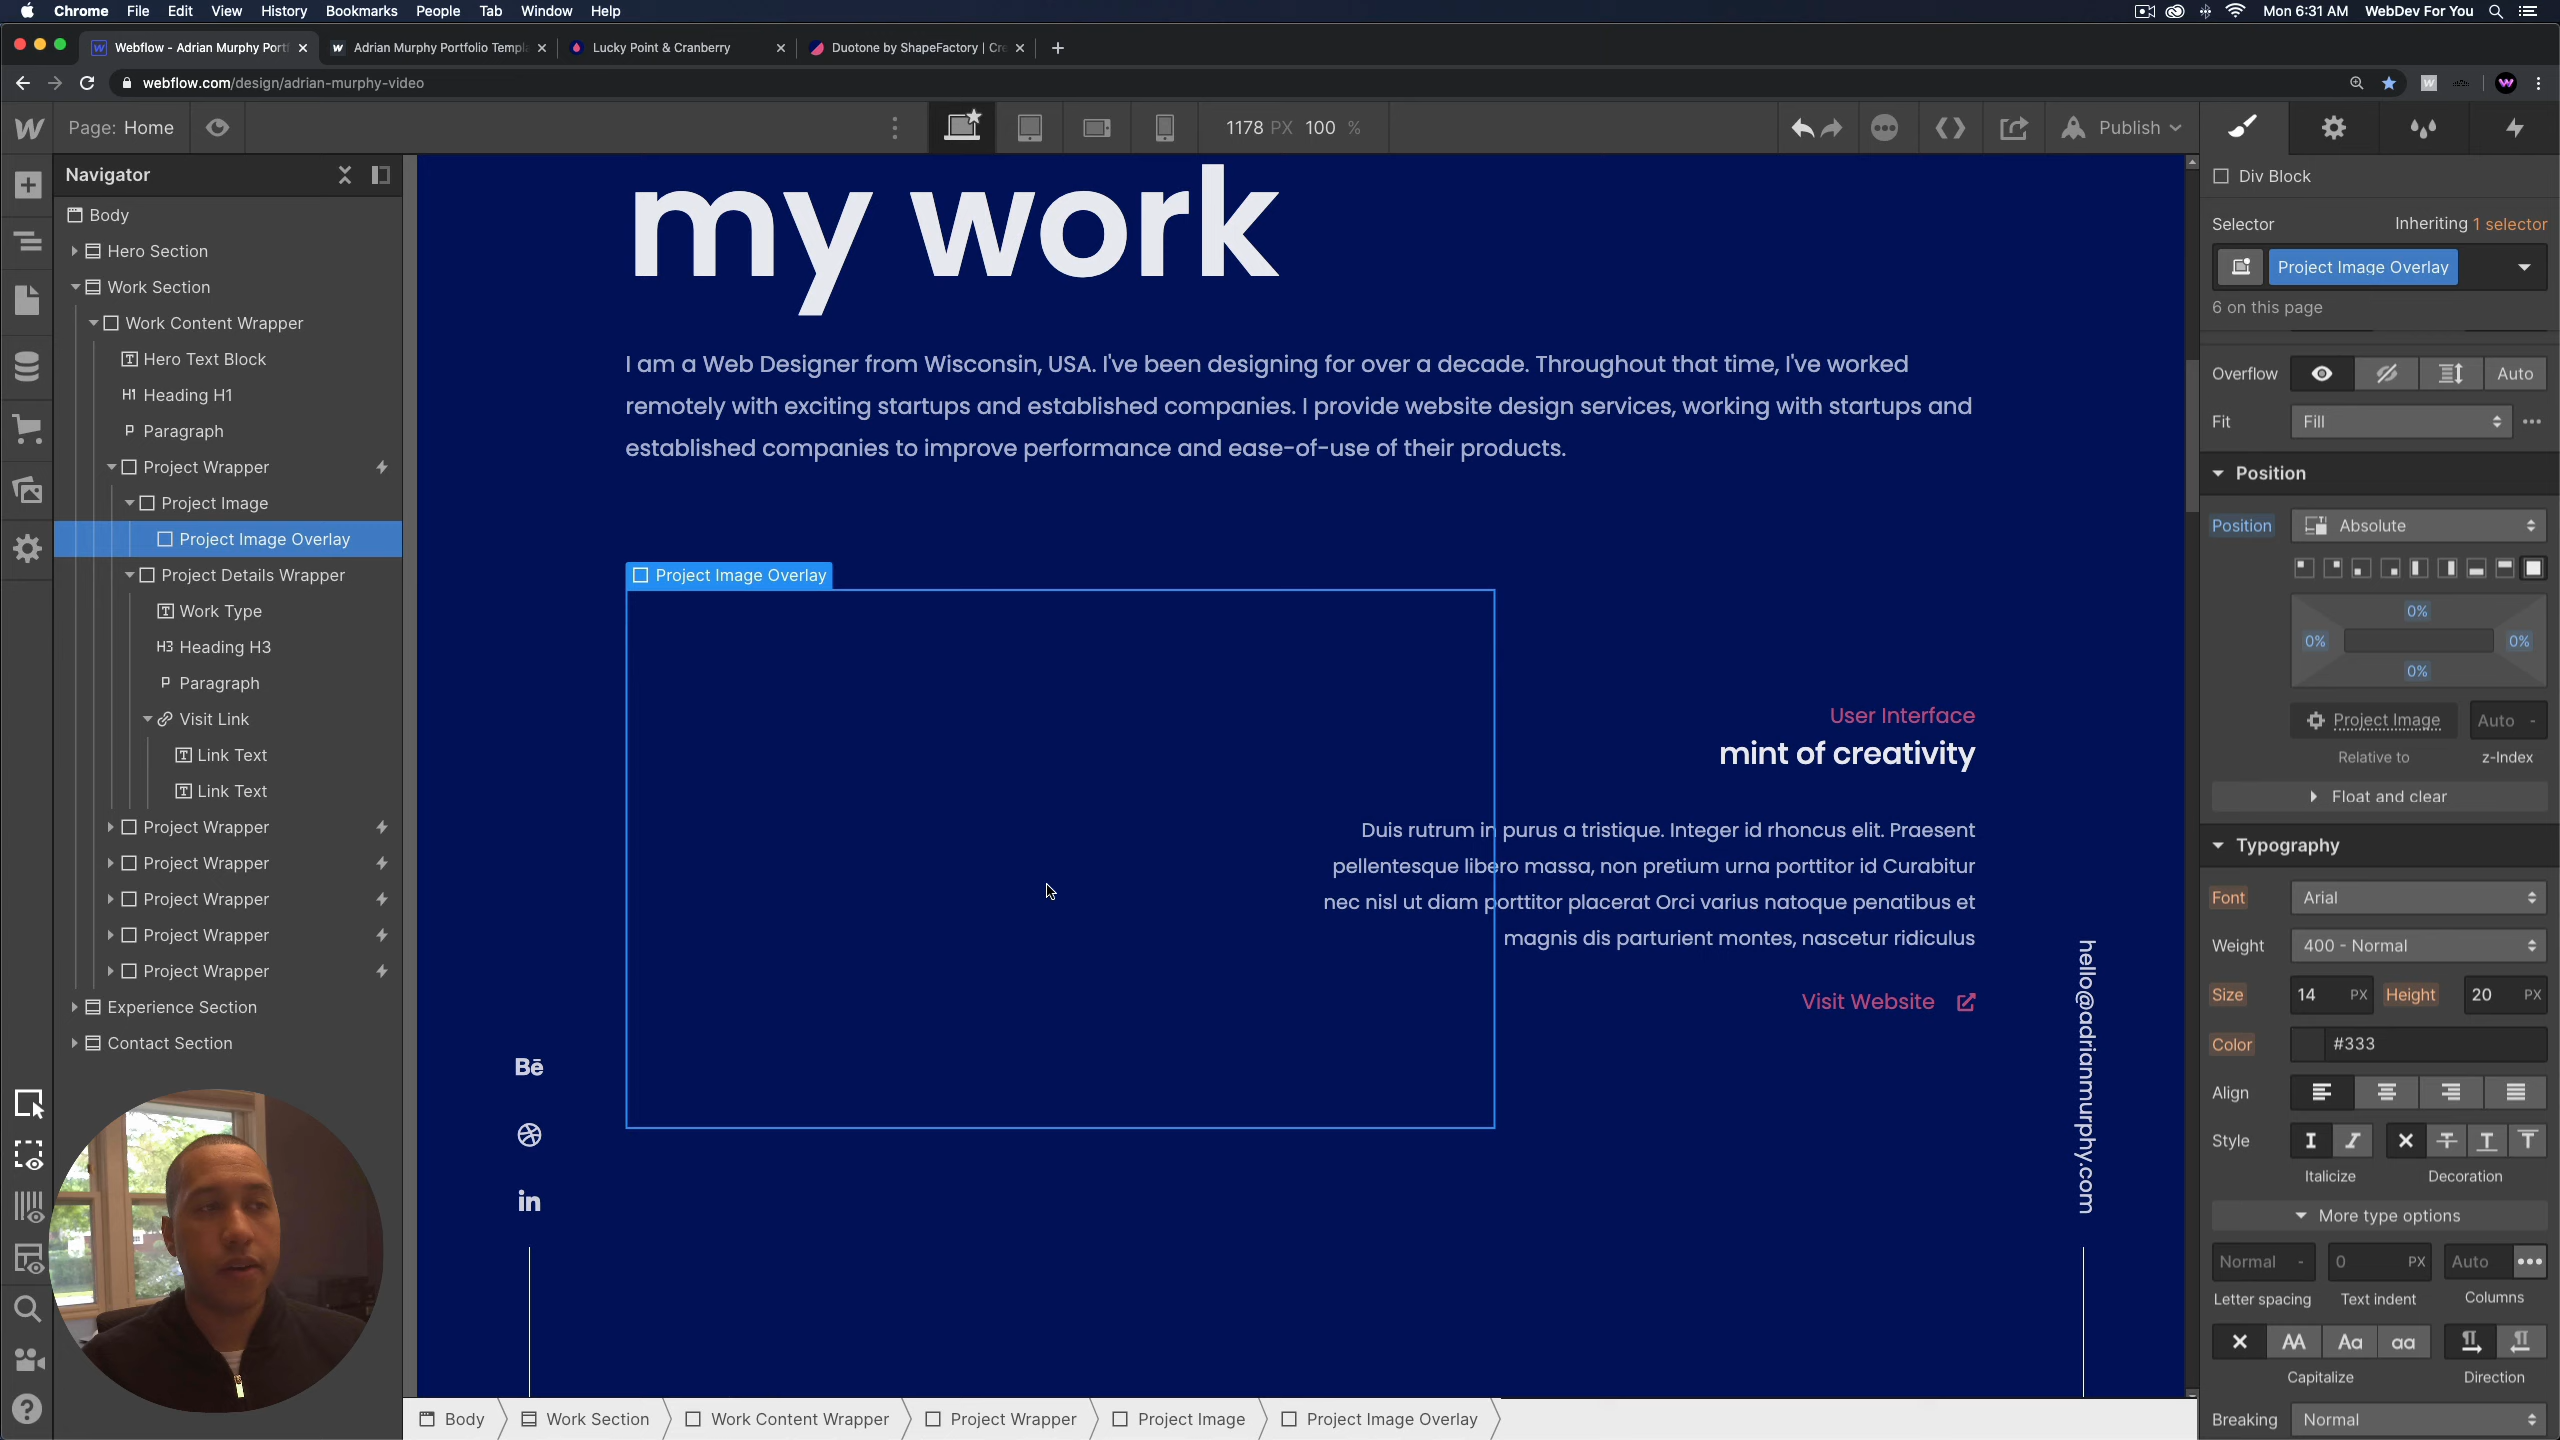 Chrome File Edit View History Bookmarks People Tab Window Help
Mon 6:31 AM WebDev For You
Webflow - Adrian Murphy Portf
Adrian Murphy Portfolio Templ
Lucky Point & Cranberry
Duotone by ShapeFactory | Cre
webflow.com/design/adrian-murphy-video
Page: Home
1178 PX 100 %
Publish
Navigator
Body
Hero Section
Work Section
Work Content Wrapper
Hero Text Block
H1 Heading H1
P Paragraph
Project Wrapper
Project Image
Project Image Overlay
Project Details Wrapper
Work Type
H3 Heading H3
P Paragraph
Visit Link
Link Text
Link Text
Project Wrapper
Project Wrapper
Project Wrapper
Project Wrapper
Project Wrapper
Experience Section
Contact Section
my work
I am a Web Designer from Wisconsin, USA. I've been designing for over a decade. Throughout that time, I've worked
remotely with exciting startups and established companies. I provide website design services, working with startups and
established companies to improve performance and ease-of-use of their products.
Project Image Overlay
User Interface
mint of creativity
Duis rutrum in purus a tristique. Integer id rhoncus elit. Praesent
pellentesque libero massa, non pretium urna porttitor id Curabitur
nec nisl ut diam porttitor placerat Orci varius natoque penatibus et
magnis dis parturient montes, nascetur ridiculus
Visit Website
Bē
in
hello@adrianmurphy.com
Body
Work Section
Work Content Wrapper
Project Wrapper
Project Image
Project Image Overlay
Div Block
Selector
Inheriting 1 selector
Project Image Overlay
6 on this page
Overflow
Auto
Fit
Fill
Position
Position
Absolute
0%
0%
0%
0%
Project Image
Auto -
Relative to
z-Index
Float and clear
Typography
Font
Arial
Weight
400 - Normal
Size
14 PX
Height
20 PX
Color
#333
Align
Style
Italicize
Decoration
More type options
Normal -
0 PX
Auto
Letter spacing
Text indent
Columns
AA Aa aa
Capitalize
Direction
Breaking
Normal